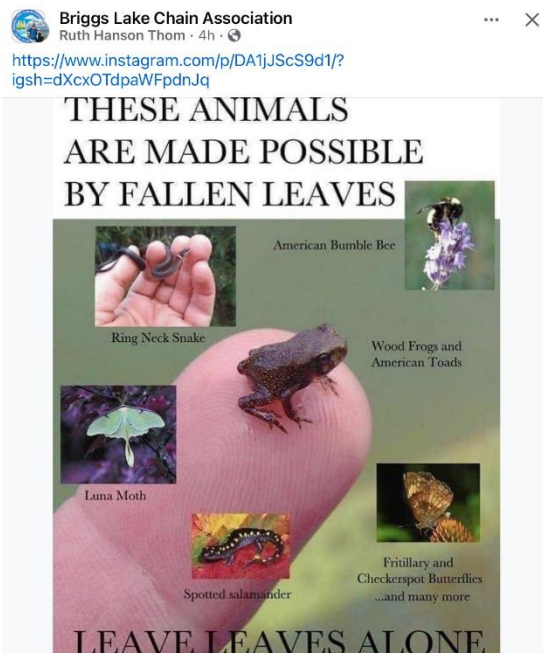 Briggs Lake Chain Association
Ruth Hanson Thom · 4h ·
https://www.instagram.com/p/DA1jJScS9d1/?
igsh=dXcxOTdpaWFpdnJq
THESE ANIMALS
ARE MADE POSSIBLE
BY FALLEN LEAVES
American Bumble Bee
Ring Neck Snake
Wood Frogs and
American Toads
Luna Moth
Spotted salamander
Fritillary and
Checkerspot Butterflies
...and many more
LEAVE LEAVES ALONE